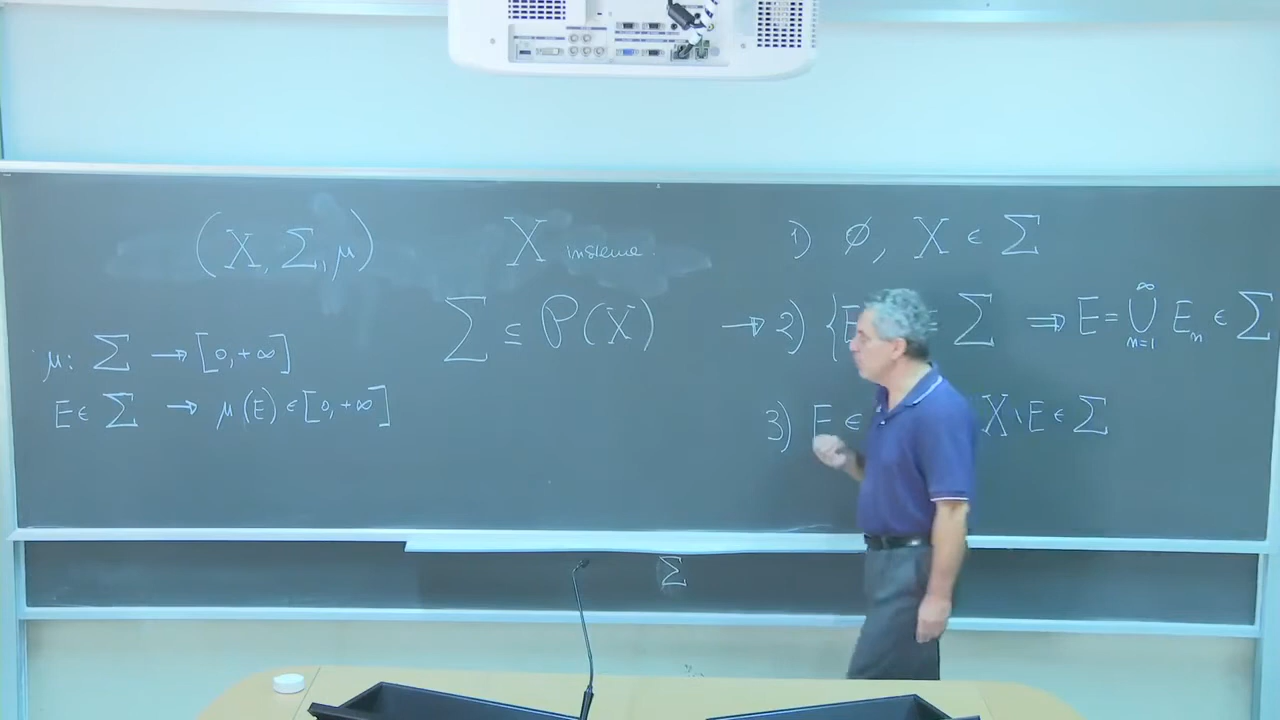 (X, Σ, μ)
μ: Σ → [0, +∞]
E ∈ Σ → μ(E) ∈ [0, +∞]
X insieme.
Σ ⊆ P(X)
1) ∅, X ∈ Σ
→ 2) {E Σ ⇒ E = ⋃_{n=1}^{∞} E_n ∈ Σ
3) E ∈ X \ E ∈ Σ
Σ